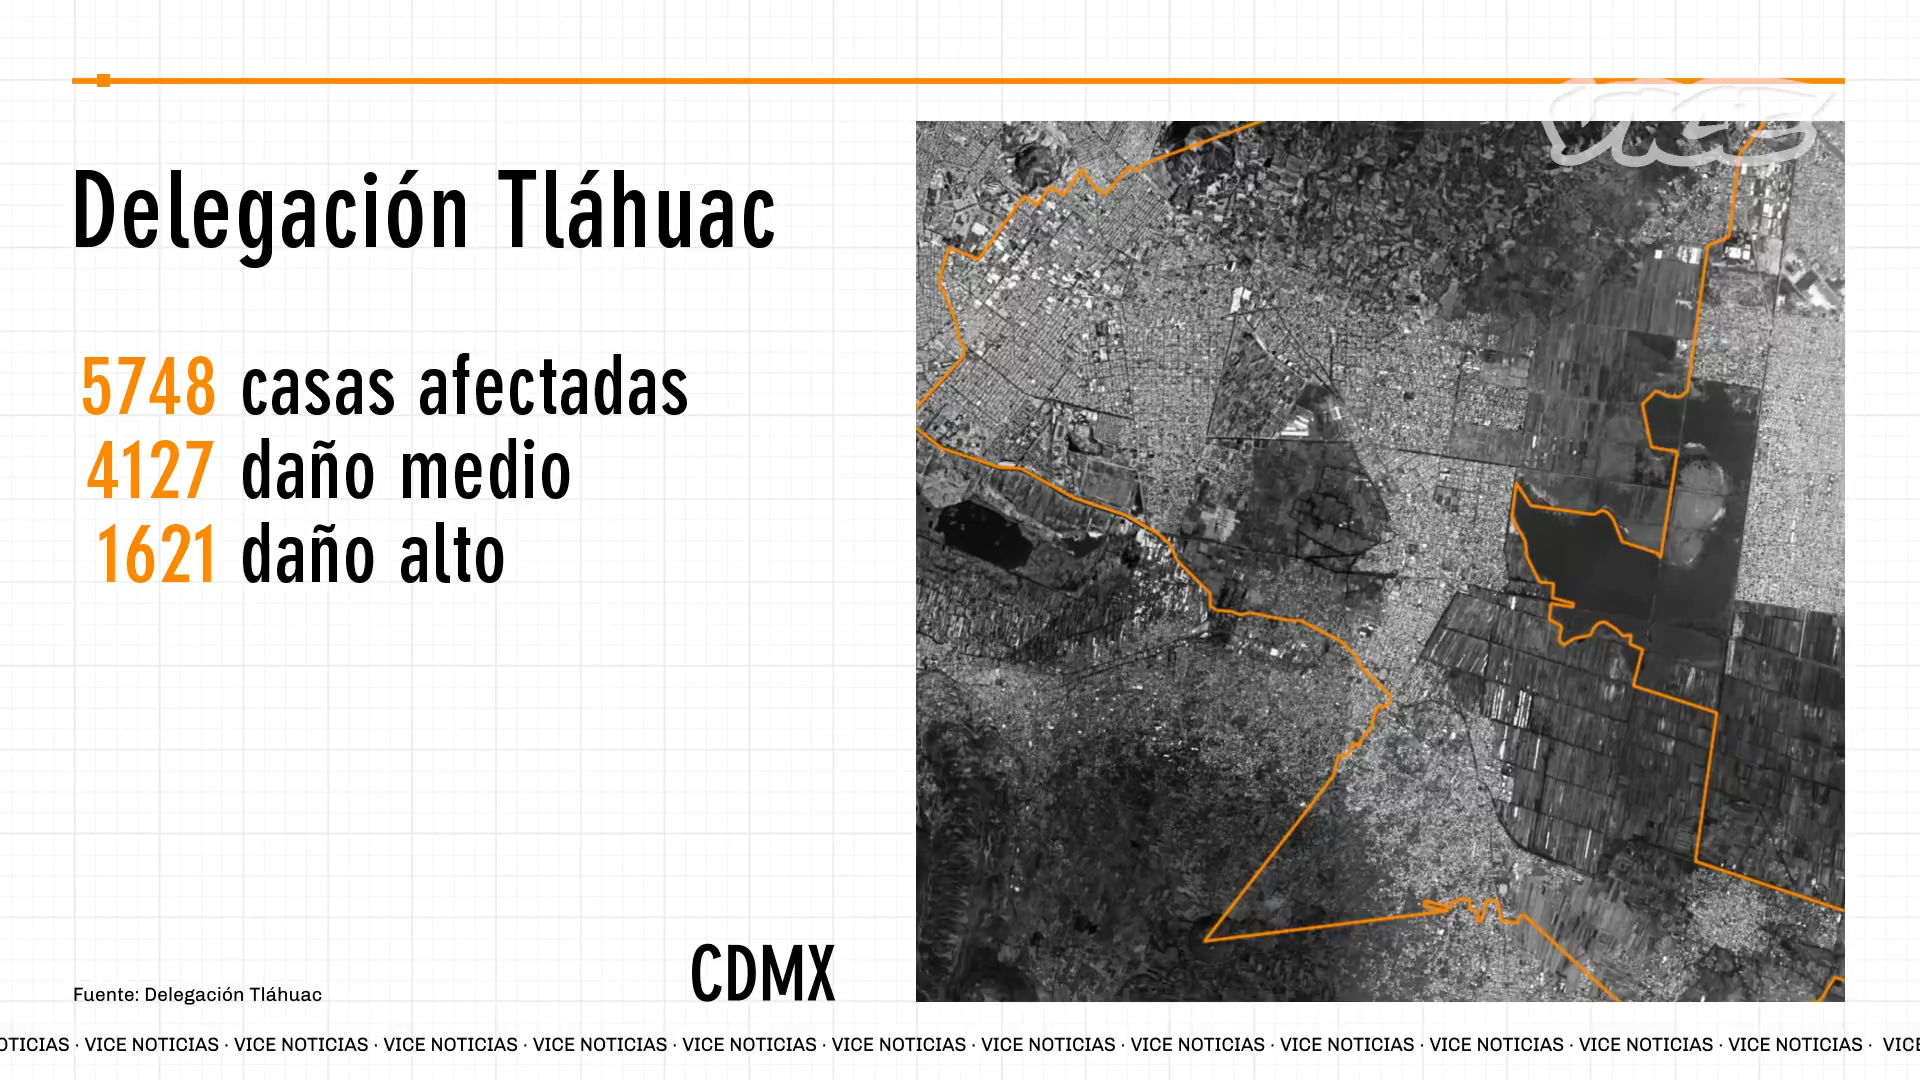 VICE
Delegación Tláhuac
5748 casas afectadas
4127 daño medio
1621 daño alto
CDMX
Fuente: Delegación Tláhuac
OTICIAS · VICE NOTICIAS · VICE NOTICIAS · VICE NOTICIAS · VICE NOTICIAS · VICE NOTICIAS · VICE NOTICIAS · VICE NOTICIAS · VICE NOTICIAS · VICE NOTICIAS · VICE NOTICIAS · VICE NOTICIAS · VICE NOTICIAS · VICE